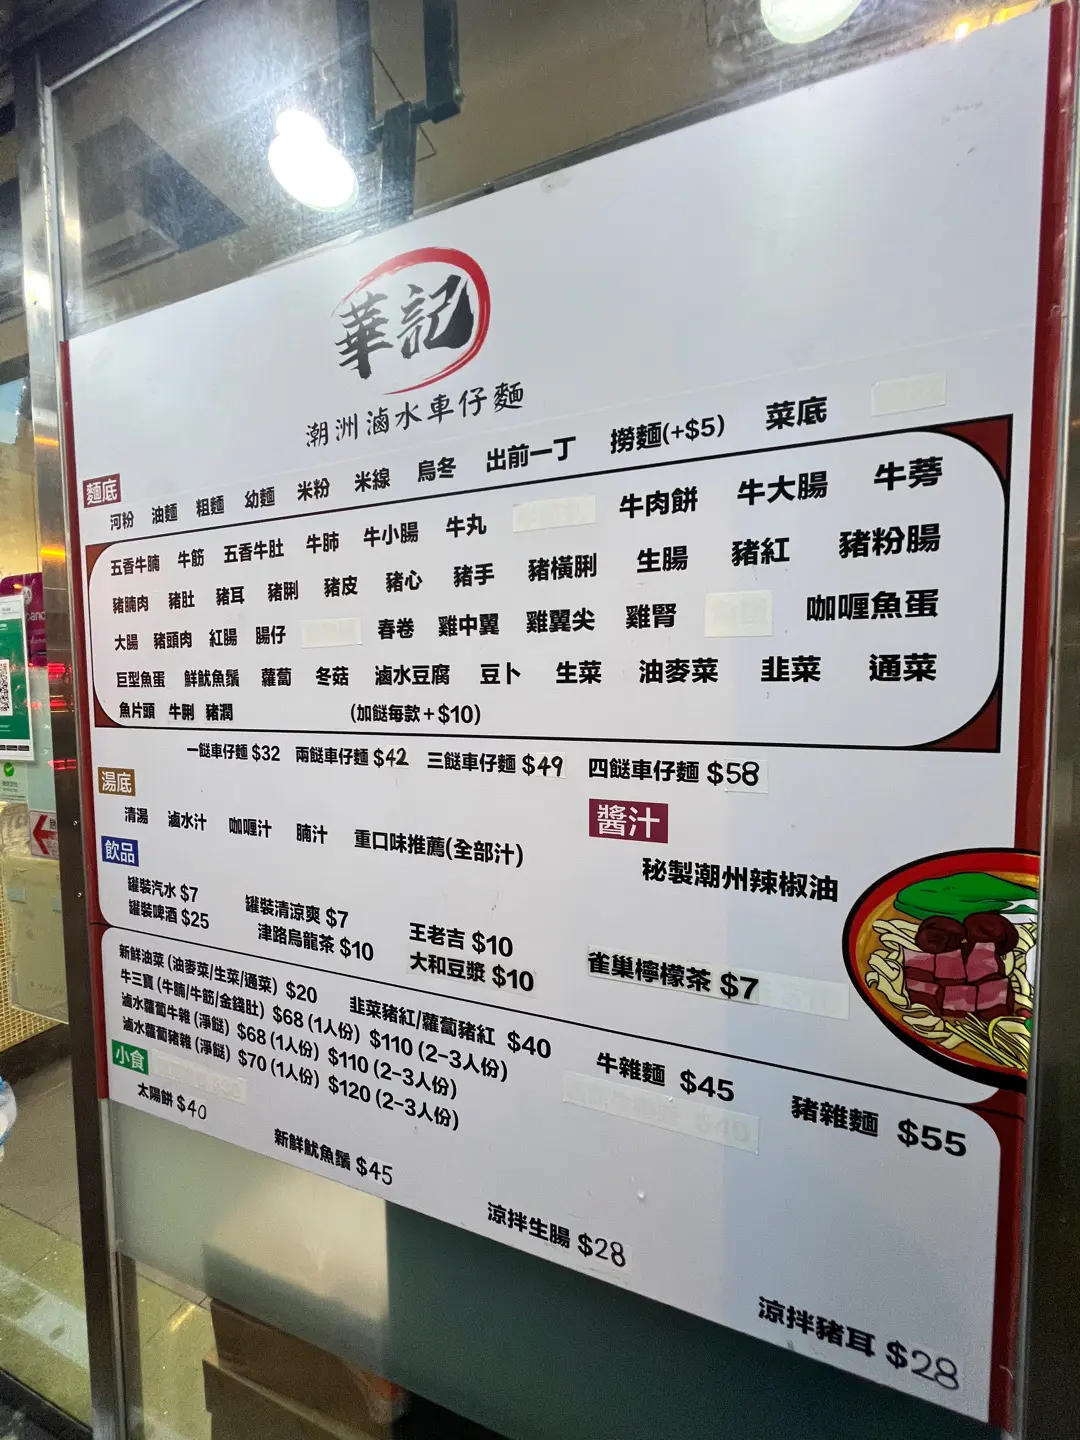 華記
潮洲滷水車仔麵
麵底
河粉 油麵 粗麵 幼麵 米粉 米線 烏冬 出前一丁 撈麵(+$5) 菜底
五香牛腩 牛筋 五香牛肚 牛肺 牛小腸 牛丸 牛肉餅 牛大腸 牛蒡
豬腩肉 豬肚 豬耳 豬脷 豬皮 豬心 豬手 豬橫脷 生腸 豬紅 豬粉腸
大腸 豬頭肉 紅腸 腸仔 春卷 雞中翼 雞翼尖 雞腎 咖喱魚蛋
巨型魚蛋 鮮魷魚鬚 蘿蔔 冬菇 滷水豆腐 豆卜 生菜 油麥菜 韭菜 通菜
魚片頭 牛脷 豬潤 (加餸每款+$10)
一餸車仔麵 $32 兩餸車仔麵 $42 三餸車仔麵 $49 四餸車仔麵 $58
湯底
清湯 滷水汁 咖喱汁 腩汁 重口味推薦(全部汁)
醬汁
秘製潮州辣椒油
飲品
罐裝汽水 $7 罐裝清涼爽 $7 王老吉 $10 雀巢檸檬茶 $7
罐裝啤酒 $25 津路烏龍茶 $10 大和豆漿 $10
新鮮油菜 (油麥菜/生菜/通菜) $20 韭菜豬紅/蘿蔔豬紅 $40 牛雜麵 $45 豬雜麵 $55
牛三寶 (牛腩/牛筋/金錢肚) $68 (1人份) $110 (2-3人份)
滷水蘿蔔牛雜 (淨餸) $68 (1人份) $110 (2-3人份)
滷水蘿蔔豬雜 (淨餸) $70 (1人份) $120 (2-3人份)
小食
太陽餅 $40 新鮮魷魚鬚 $45 涼拌生腸 $28 涼拌豬耳 $28